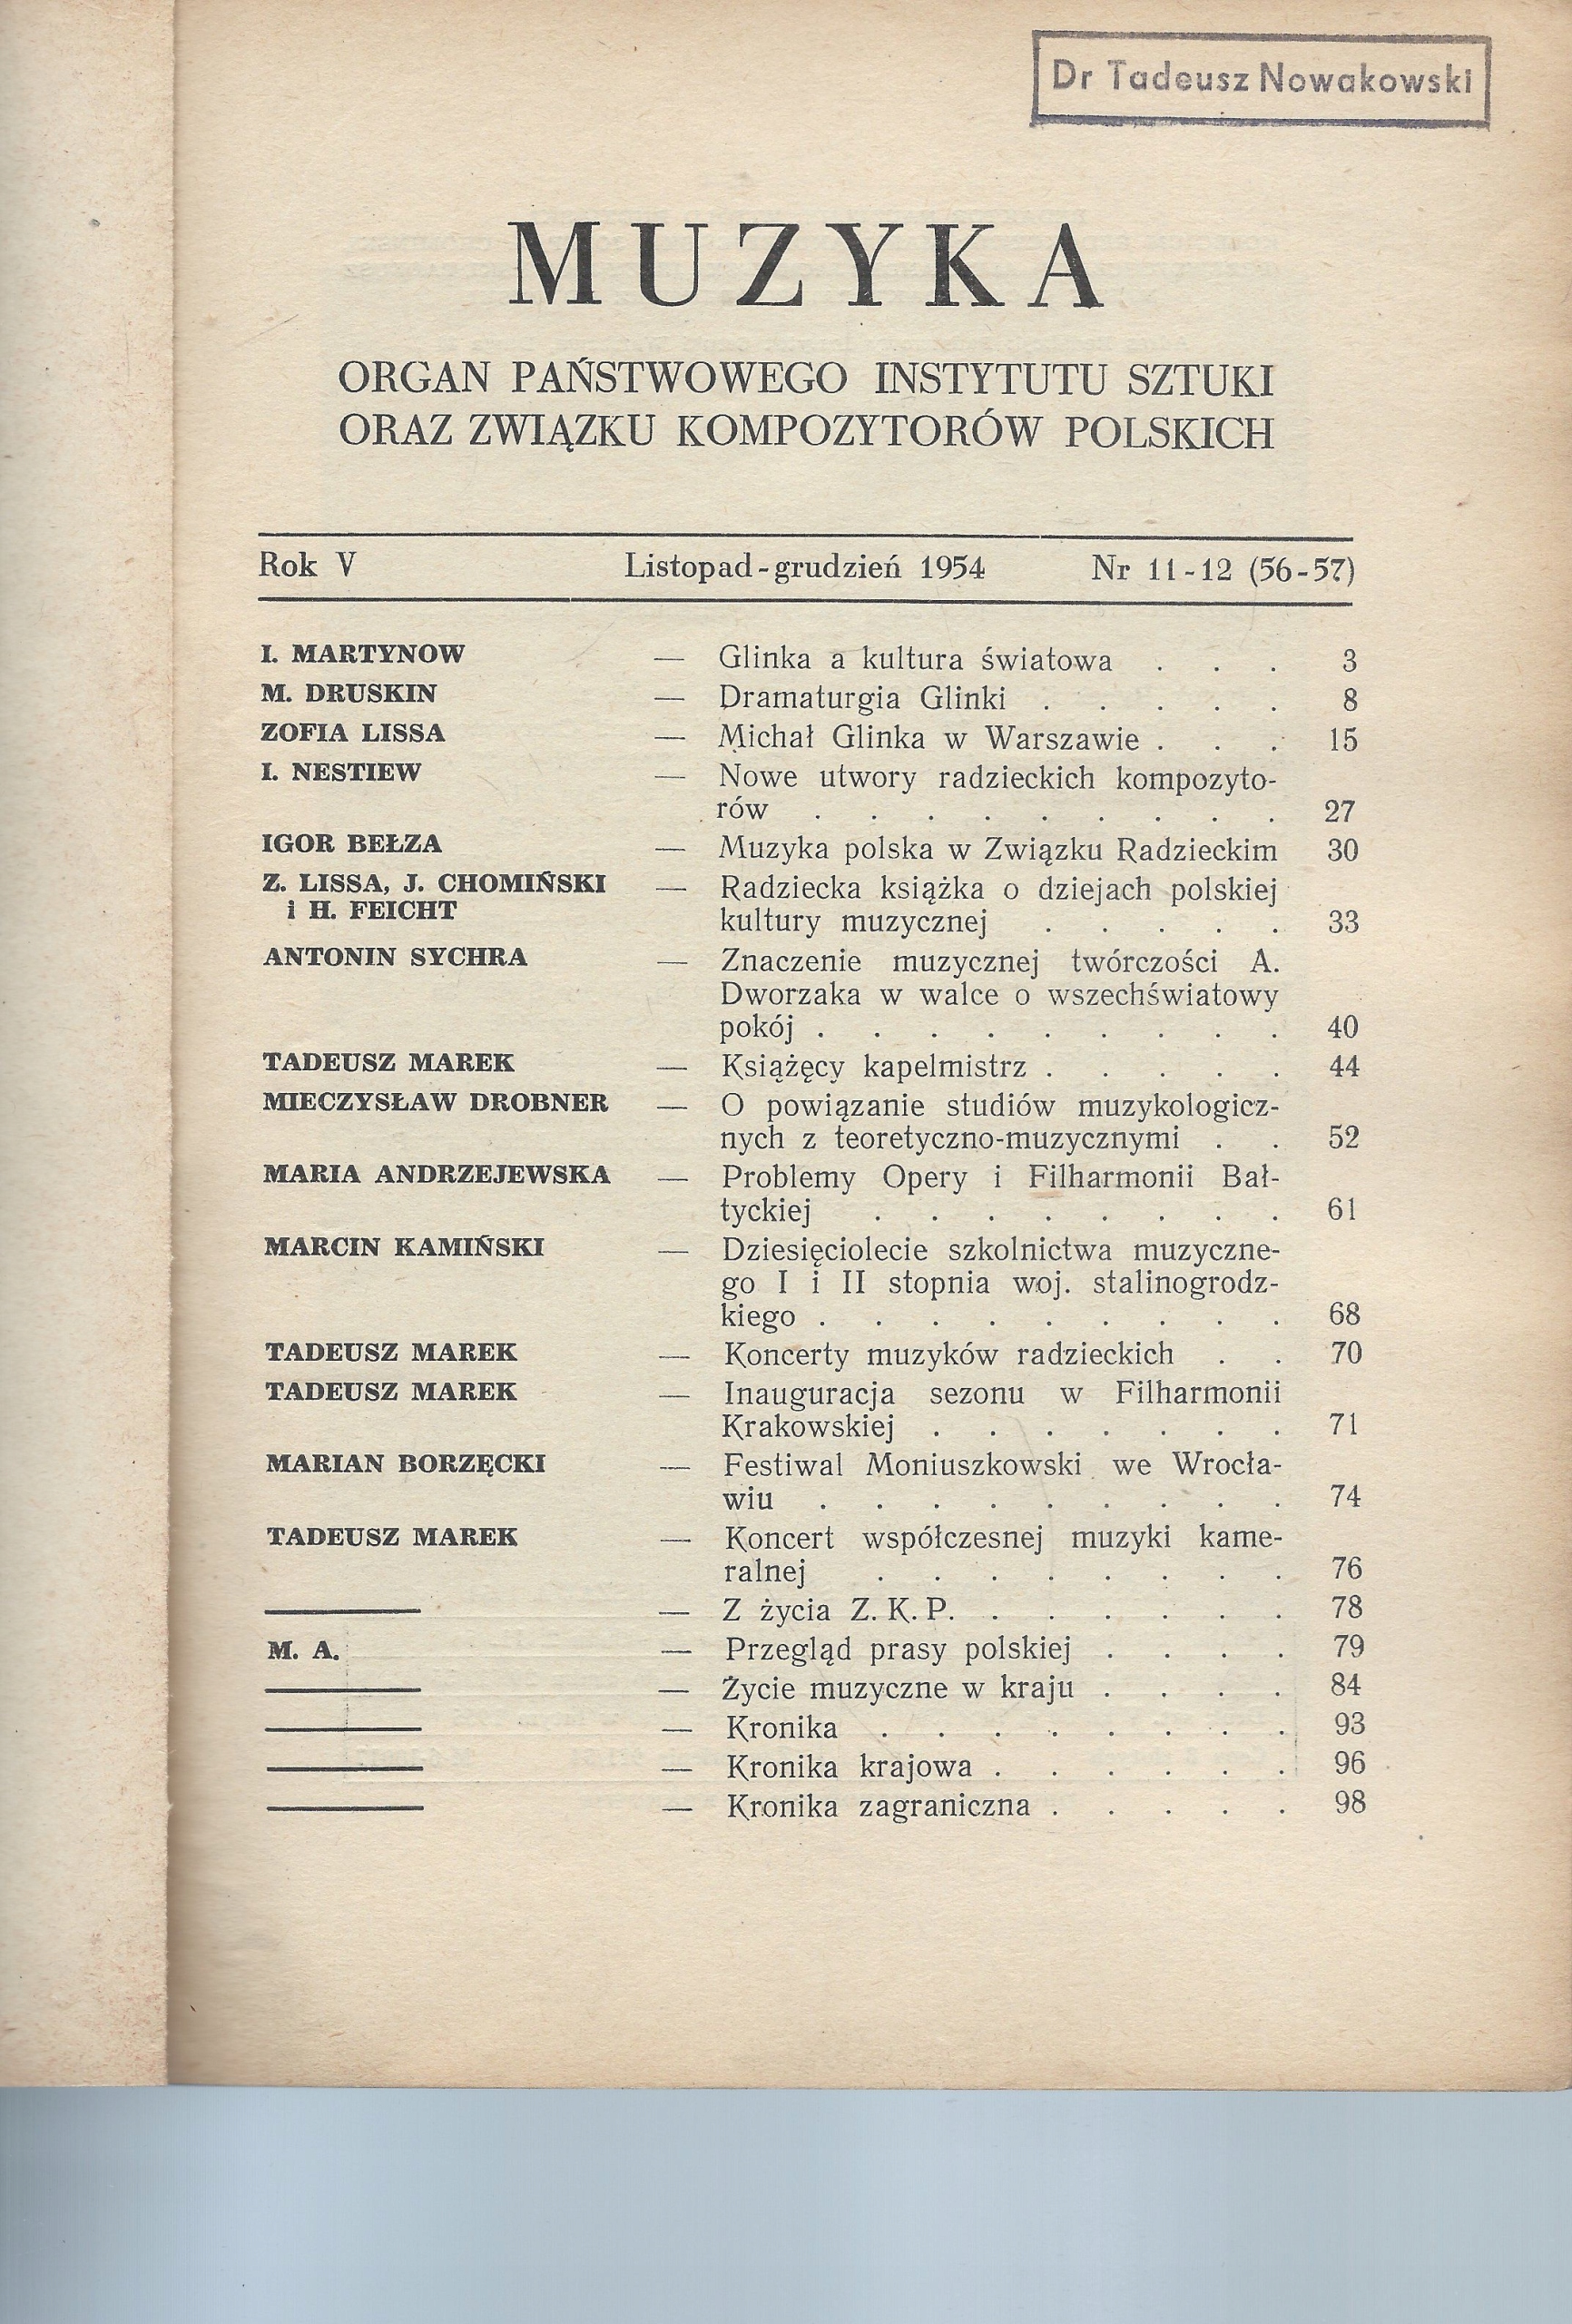 Dr Tadeusz Nowakowski
MUZYKA
ORGAN PAŃSTWOWEGO INSTYTUTU SZTUKI
ORAZ ZWIĄZKU KOMPOZYTORÓW POLSKICH
Rok V Listopad-grudzień 1954 Nr 11-12 (56-57)
I. MARTYNOW — Glinka a kultura światowa . . . 3
M. DRUSKIN — Dramaturgia Glinki . . . . . 8
ZOFIA LISSA — Michał Glinka w Warszawie . . . 15
I. NESTIEW — Nowe utwory radzieckich kompozyto-
rów . . . . . . . . . 27
IGOR BEŁZA — Muzyka polska w Związku Radzieckim 30
Z. LISSA, J. CHOMIŃSKI — Radziecka książka o dziejach polskiej
i H. FEICHT kultury muzycznej . . . . . 33
ANTONIN SYCHRA — Znaczenie muzycznej twórczości A.
Dworzaka w walce o wszechświatowy
pokój . . . . . . . . . 40
TADEUSZ MAREK — Książęcy kapelmistrz . . . . . 44
MIECZYSŁAW DROBNER — O powiązanie studiów muzykologicz-
nych z teoretyczno-muzycznymi . . 52
MARIA ANDRZEJEWSKA — Problemy Opery i Filharmonii Bał-
tyckiej . . . . . . . . 61
MARCIN KAMIŃSKI — Dziesięciolecie szkolnictwa muzyczne-
go I i II stopnia woj. stalinogrodz-
kiego . . . . . . . . . 68
TADEUSZ MAREK — Koncerty muzyków radzieckich . . 70
TADEUSZ MAREK — Inauguracja sezonu w Filharmonii
Krakowskiej . . . . . . . 71
MARIAN BORZĘCKI — Festiwal Moniuszkowski we Wrocła-
wiu . . . . . . . . . 74
TADEUSZ MAREK — Koncert współczesnej muzyki kame-
ralnej . . . . . . . . 76
— Z życia Z. K. P. . . . . . . 78
M. A. — Przegląd prasy polskiej . . . . 79
— Życie muzyczne w kraju . . . . 84
— Kronika . . . . . . . . 93
— Kronika krajowa . . . . . . 96
— Kronika zagraniczna . . . . . 98